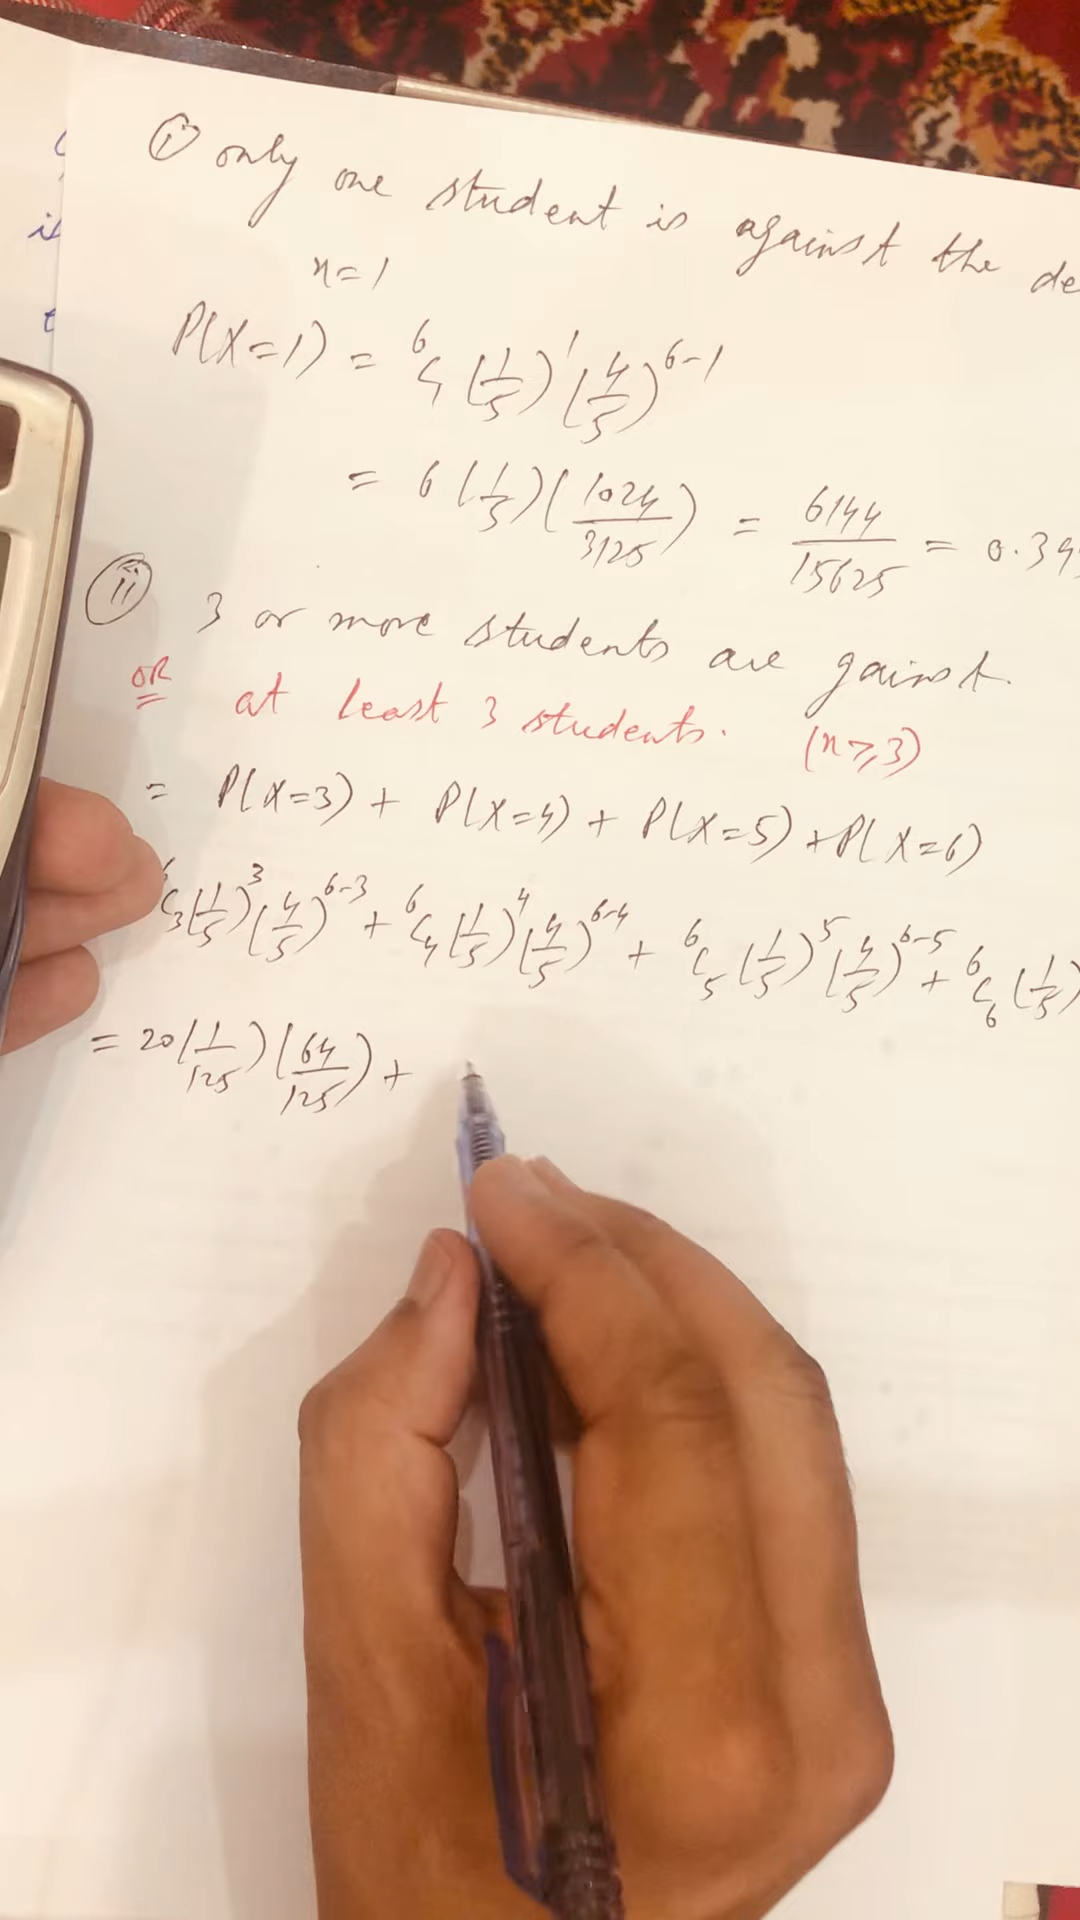 (i) only one student is against the de
n=1
P(X=1) = ⁶C₁ (1/5)¹ (4/5)⁶⁻¹
= 6 (1/5) (1024/3125) = 6144/15625 = 0.39
(ii) 3 or more students are gainst.
OR at least 3 students. (n≥3)
= P(X=3) + P(X=4) + P(X=5) + P(X=6)
⁶C₃ (1/5)³ (4/5)⁶⁻³ + ⁶C₄ (1/5)⁴ (4/5)⁶⁻⁴ + ⁶C₅ (1/5)⁵ (4/5)⁶⁻⁵ + ⁶C₆ (1/5)
= 20 (1/125) (64/125) +